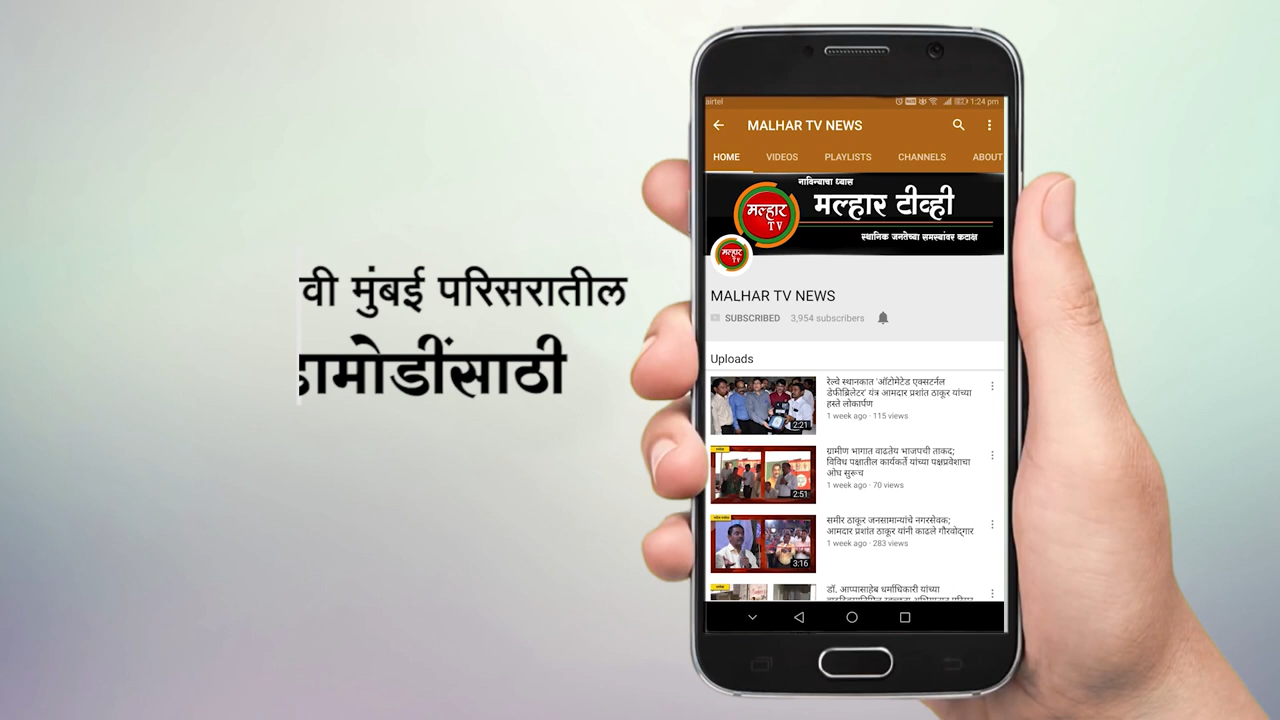 वी मुंबई परिसरातील
ामोडींसाठी
airtel
1:24 pm
MALHAR TV NEWS
HOME VIDEOS PLAYLISTS CHANNELS ABOUT
नाविन्याचा ध्यास
मल्हार टीव्ही
मल्हार
TV
स्थानिक जनतेच्या समस्यांवर कटाक्ष
मल्हार
TV
MALHAR TV NEWS
SUBSCRIBED 3,954 subscribers
Uploads
रेल्वे स्थानकात 'ऑटोमेटेड एक्सटर्नल
डेफीब्रिलेटर' यंत्र आमदार प्रशांत ठाकूर यांच्या
हस्ते लोकार्पण
1 week ago · 115 views
2:21
ग्रामीण भागात वाढतेय भाजपची ताकद;
विविध पक्षातील कार्यकर्ते यांच्या पक्षप्रवेशाचा
ओघ सुरूच
1 week ago · 70 views
2:51
समीर ठाकूर जनसामान्यांचे नगरसेवक;
आमदार प्रशांत ठाकूर यांनी काढले गौरवोद्गार
1 week ago · 283 views
3:16
डॉ. आप्पासाहेब धर्माधिकारी यांच्या